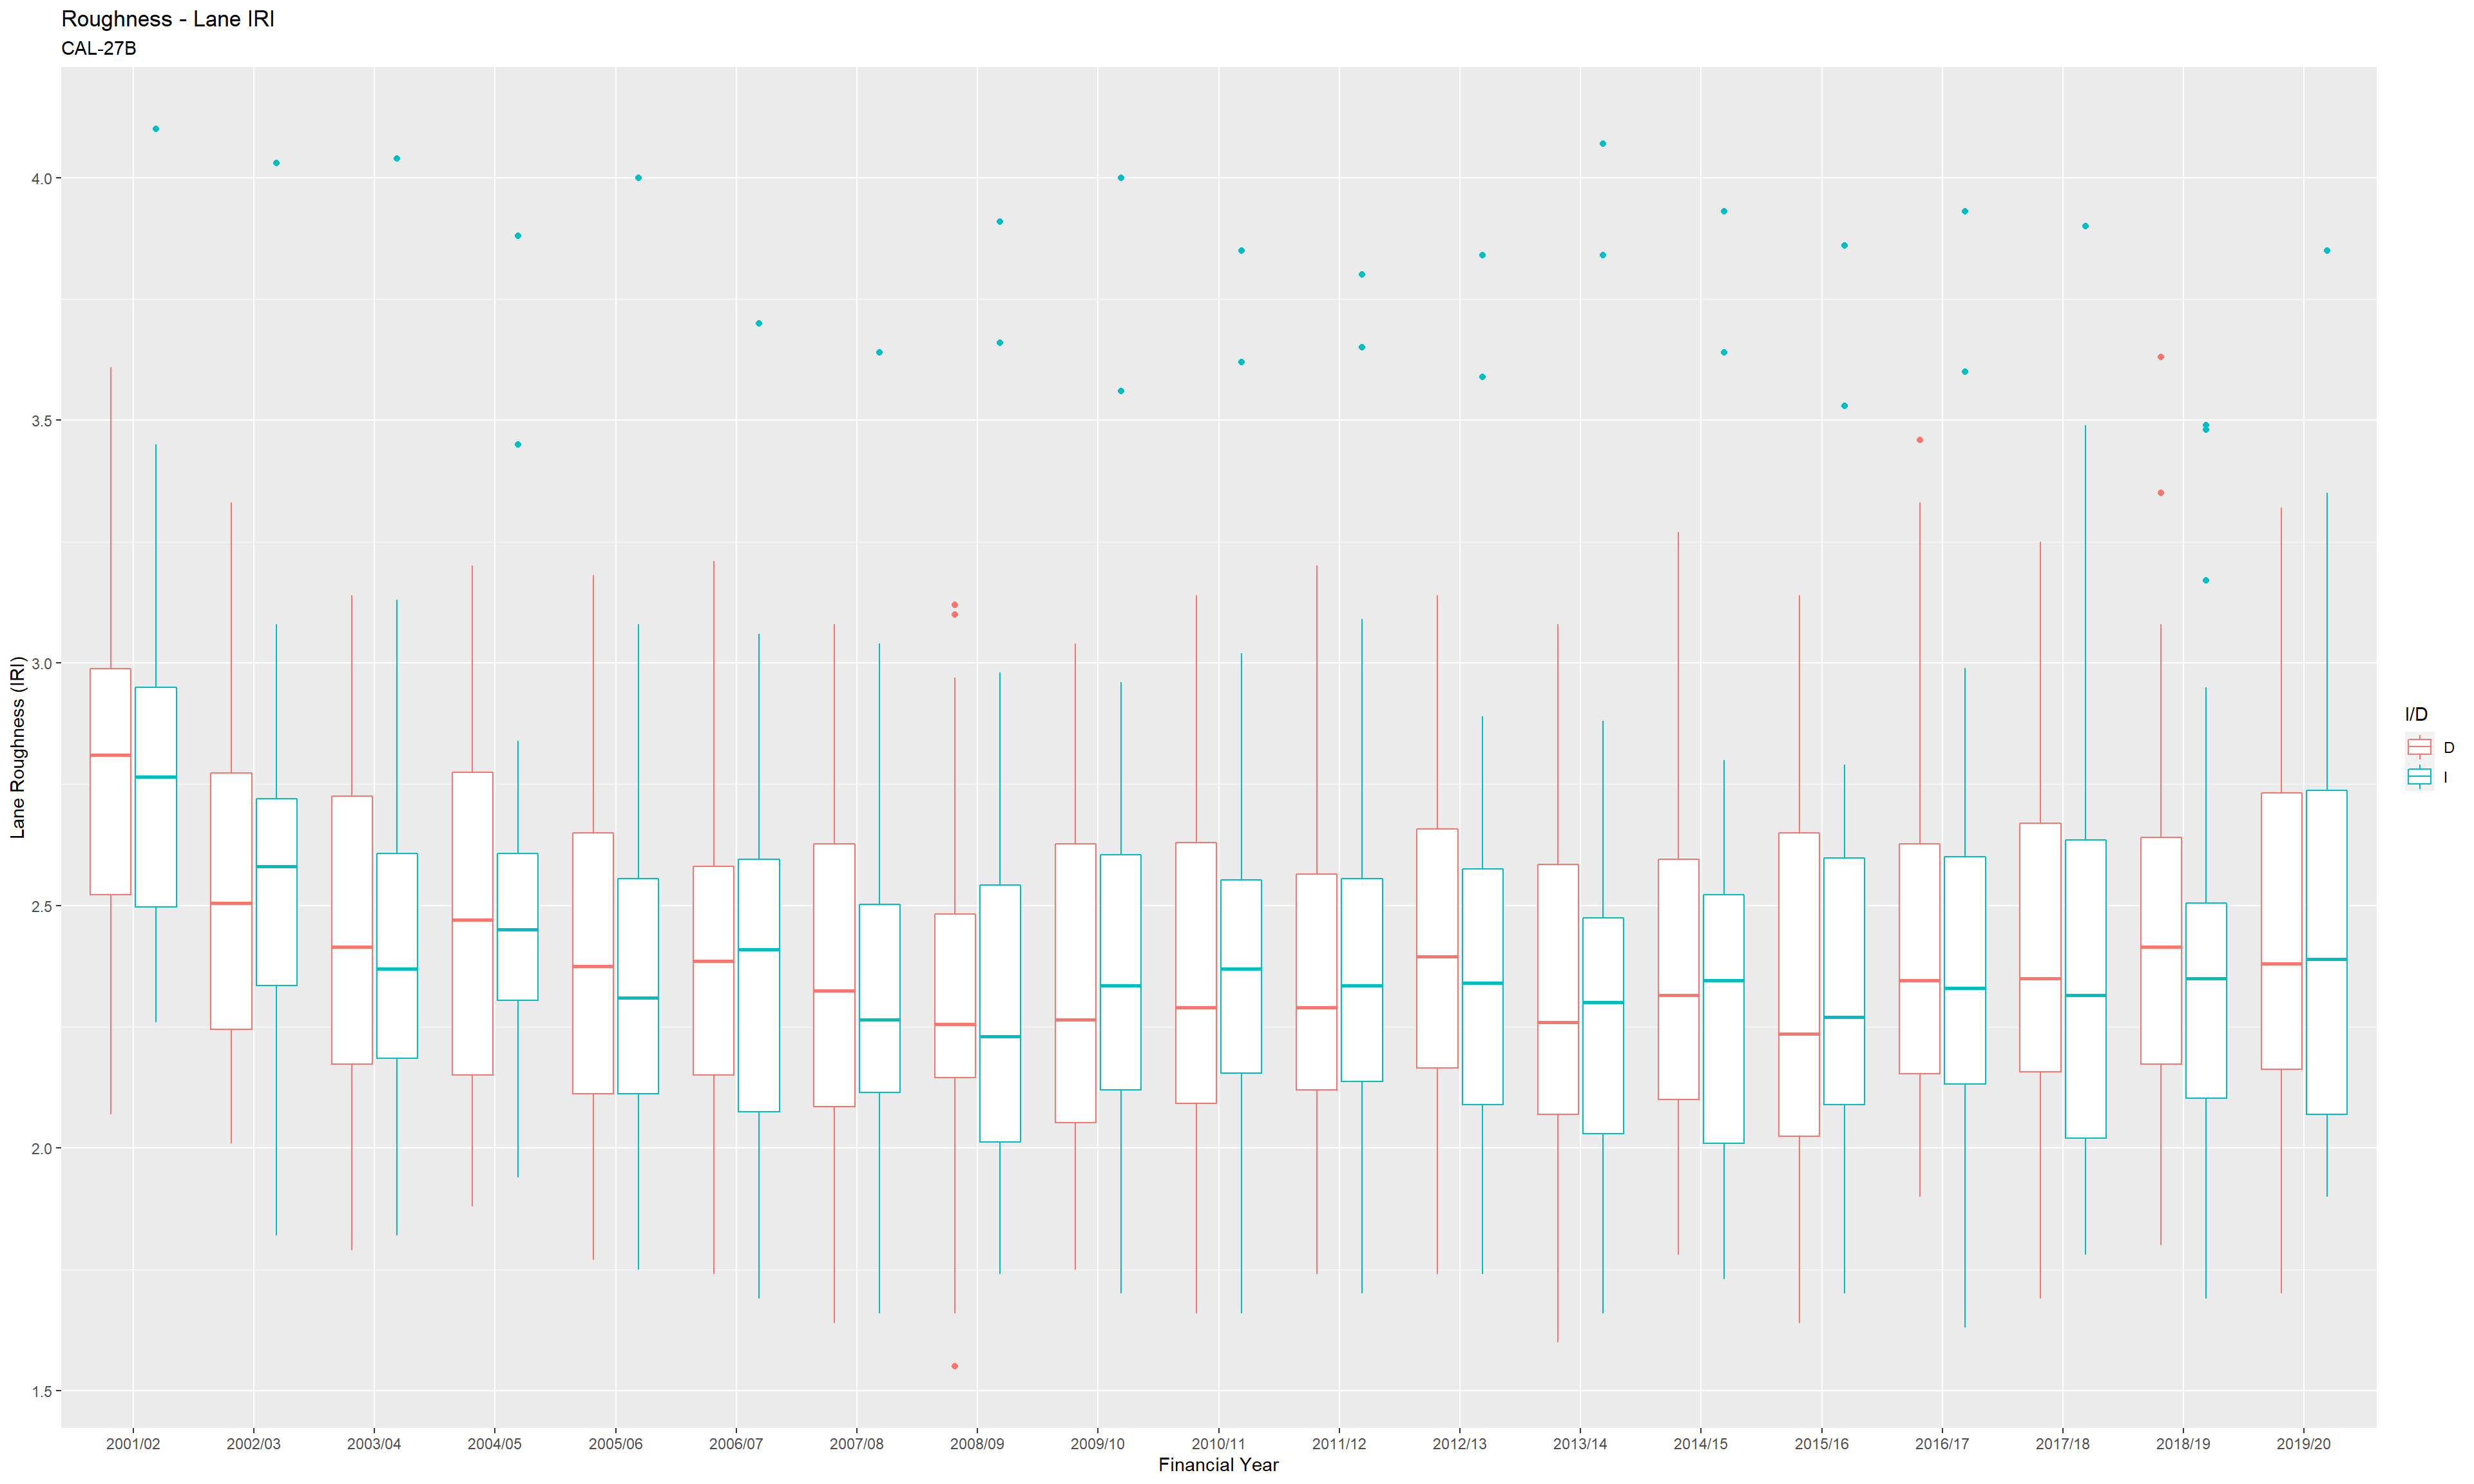 Roughness - Lane IRI
CAL-27B
Lane Roughness (IRI)
4.0
3.5
3.0
2.5
2.0
1.5
2001/02 2002/03 2003/04 2004/05 2005/06 2006/07 2007/08 2008/09 2009/10 2010/11 2011/12 2012/13 2013/14 2014/15 2015/16 2016/17 2017/18 2018/19 2019/20
Financial Year
I/D
D
I